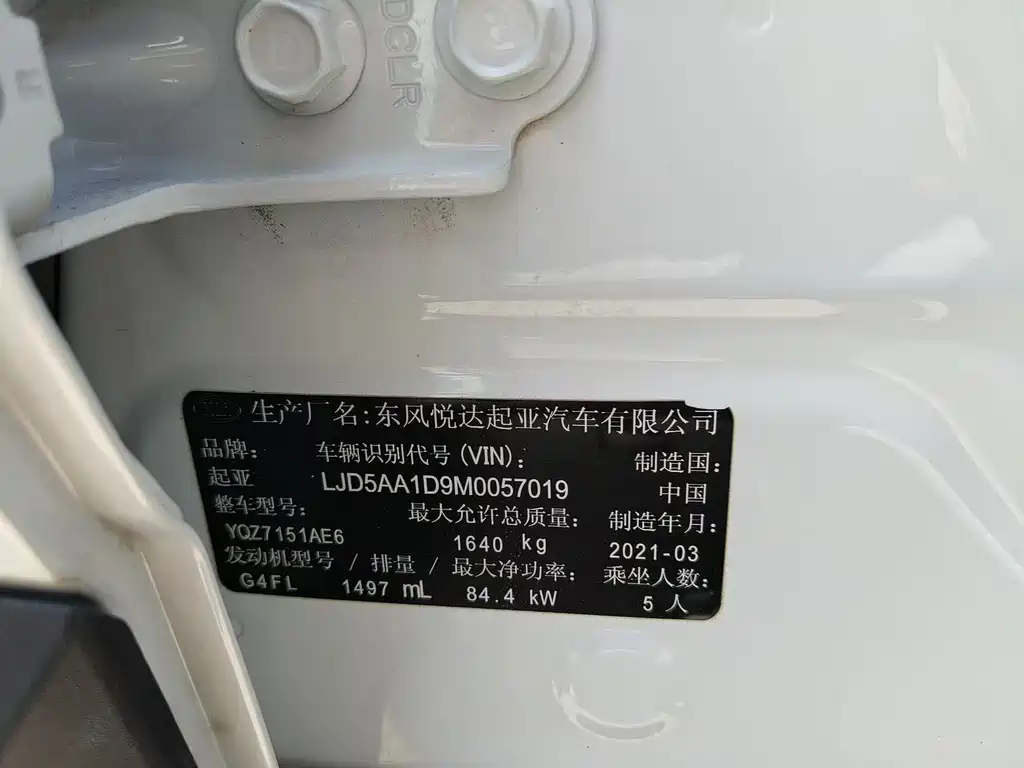 DCLR
生产厂名:东风悦达起亚汽车有限公司
品牌: 车辆识别代号(VIN): 制造国:
起亚 LJD5AA1D9M0057019 中国
整车型号: 最大允许总质量: 制造年月:
YQZ7151AE6 1640 kg 2021-03
发动机型号 / 排量 / 最大净功率: 乘坐人数:
G4FL 1497 mL 84.4 kW 5 人